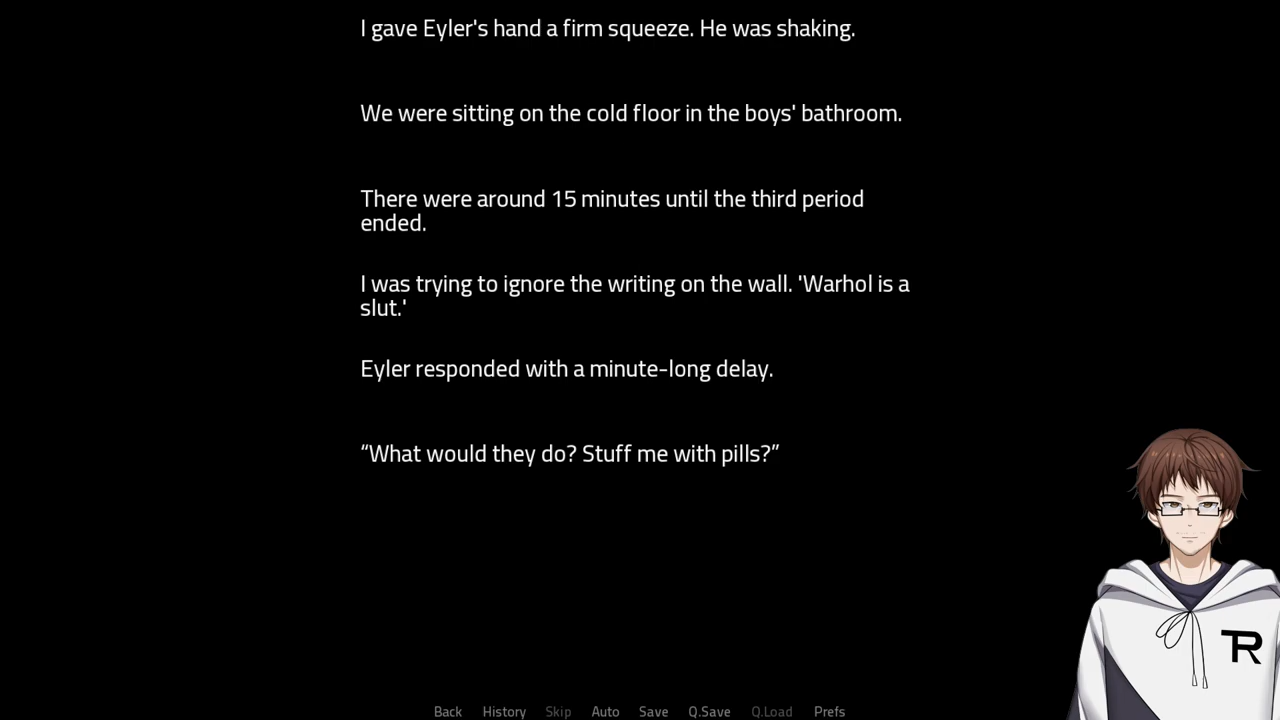 I gave Eyler's hand a firm squeeze. He was shaking.
We were sitting on the cold floor in the boys' bathroom.
There were around 15 minutes until the third period
ended.
I was trying to ignore the writing on the wall. 'Warhol is a
slut.'
Eyler responded with a minute-long delay.
“What would they do? Stuff me with pills?”
TR
Back History Skip Auto Save Q.Save Q.Load Prefs